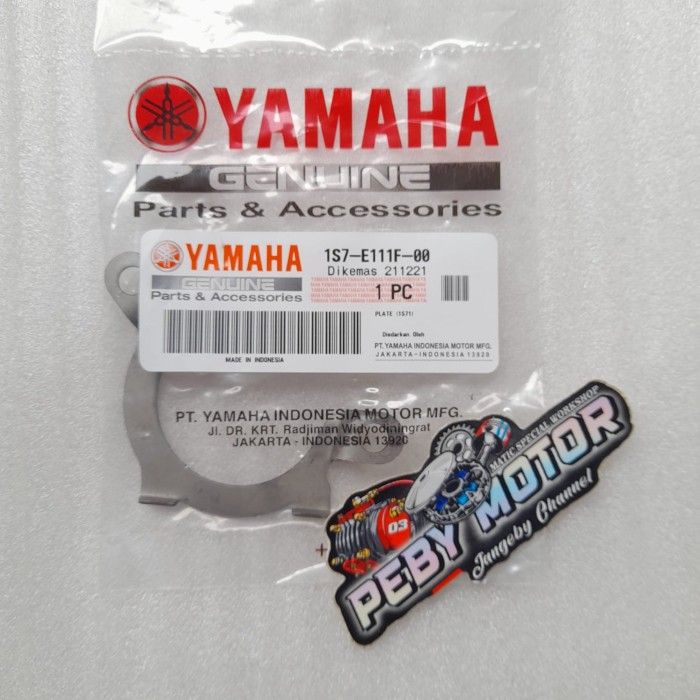 YAMAHA
GENUINE
Parts & Accessories
YAMAHA
GENUINE
Parts & Accessories
1S7-E111F-00
Dikemas 211221
1 PC
PLATE (1S71)
Diedarkan Oleh
PT. YAMAHA INDONESIA MOTOR MFG.
JAKARTA-INDONESIA 13920
MADE IN INDONESIA
PT. YAMAHA INDONESIA MOTOR MFG.
Jl. DR. KRT. Radjiman Widyodiningrat
JAKARTA - INDONESIA 13920
MATIC SPECIAL WORKSHOP
03
PEBY MOTOR
Jangeby Channel